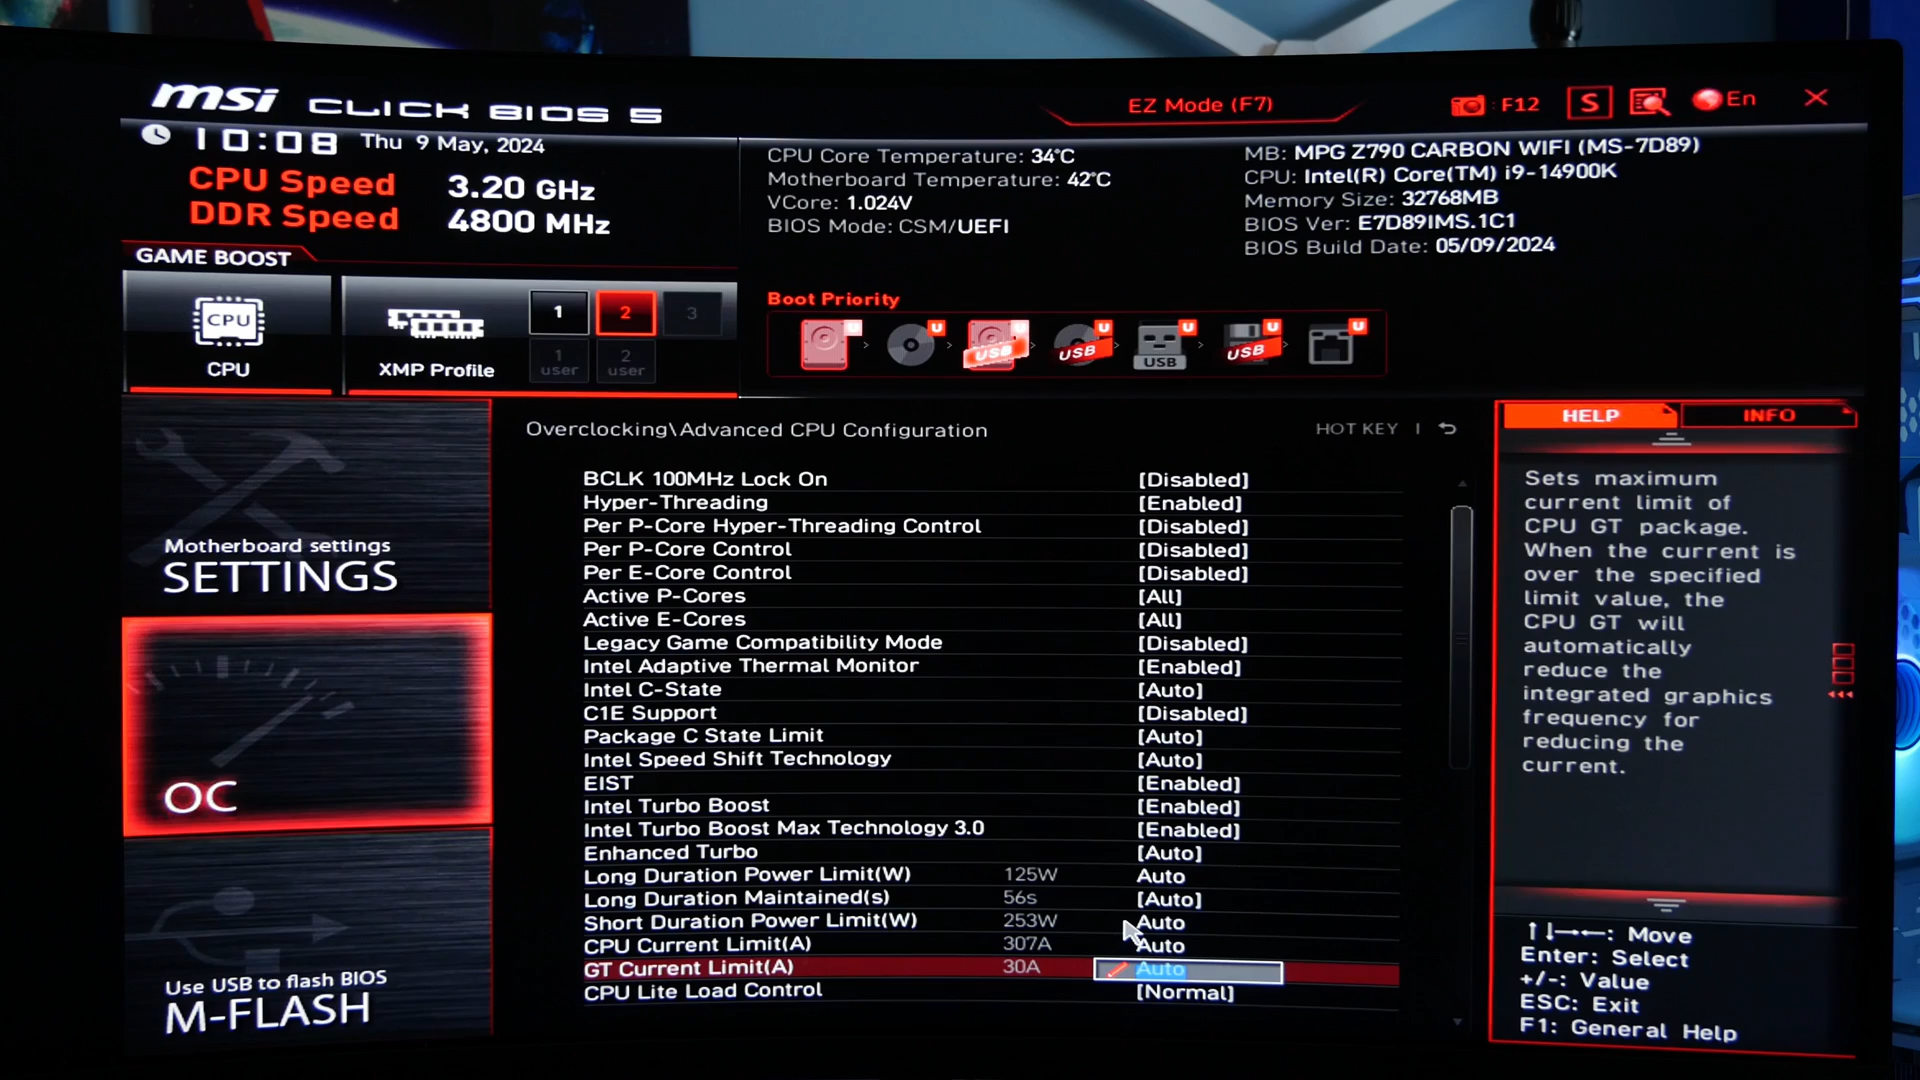 msi CLICK BIOS 5
EZ Mode (F7)
: F12
S
En
10:08 Thu 9 May, 2024
CPU Speed 3.20 GHz
DDR Speed 4800 MHz
CPU Core Temperature: 34°C
Motherboard Temperature: 42°C
VCore: 1.024V
BIOS Mode: CSM/UEFI
MB: MPG Z790 CARBON WIFI (MS-7D89)
CPU: Intel(R) Core(TM) i9-14900K
Memory Size: 32768MB
BIOS Ver: E7D89IMS.1C1
BIOS Build Date: 05/09/2024
GAME BOOST
CPU
CPU
XMP Profile
1 2 3
1 user
2 user
Boot Priority
U U U U U U U
USB USB USB USB
Motherboard settings
SETTINGS
OC
Use USB to flash BIOS
M-FLASH
Overclocking\Advanced CPU Configuration
HOT KEY |
BCLK 100MHz Lock On [Disabled]
Hyper-Threading [Enabled]
Per P-Core Hyper-Threading Control [Disabled]
Per P-Core Control [Disabled]
Per E-Core Control [Disabled]
Active P-Cores [All]
Active E-Cores [All]
Legacy Game Compatibility Mode [Disabled]
Intel Adaptive Thermal Monitor [Enabled]
Intel C-State [Auto]
C1E Support [Disabled]
Package C State Limit [Auto]
Intel Speed Shift Technology [Auto]
EIST [Enabled]
Intel Turbo Boost [Enabled]
Intel Turbo Boost Max Technology 3.0 [Enabled]
Enhanced Turbo [Auto]
Long Duration Power Limit(W) 125W Auto
Long Duration Maintained(s) 56s [Auto]
Short Duration Power Limit(W) 253W Auto
CPU Current Limit(A) 307A Auto
GT Current Limit(A) 30A Auto
CPU Lite Load Control [Normal]
HELP
INFO
Sets maximum
current limit of
CPU GT package.
When the current is
over the specified
limit value, the
CPU GT will
automatically
reduce the
integrated graphics
frequency for
reducing the
current.
↑↓→←: Move
Enter: Select
+/-: Value
ESC: Exit
F1: General Help